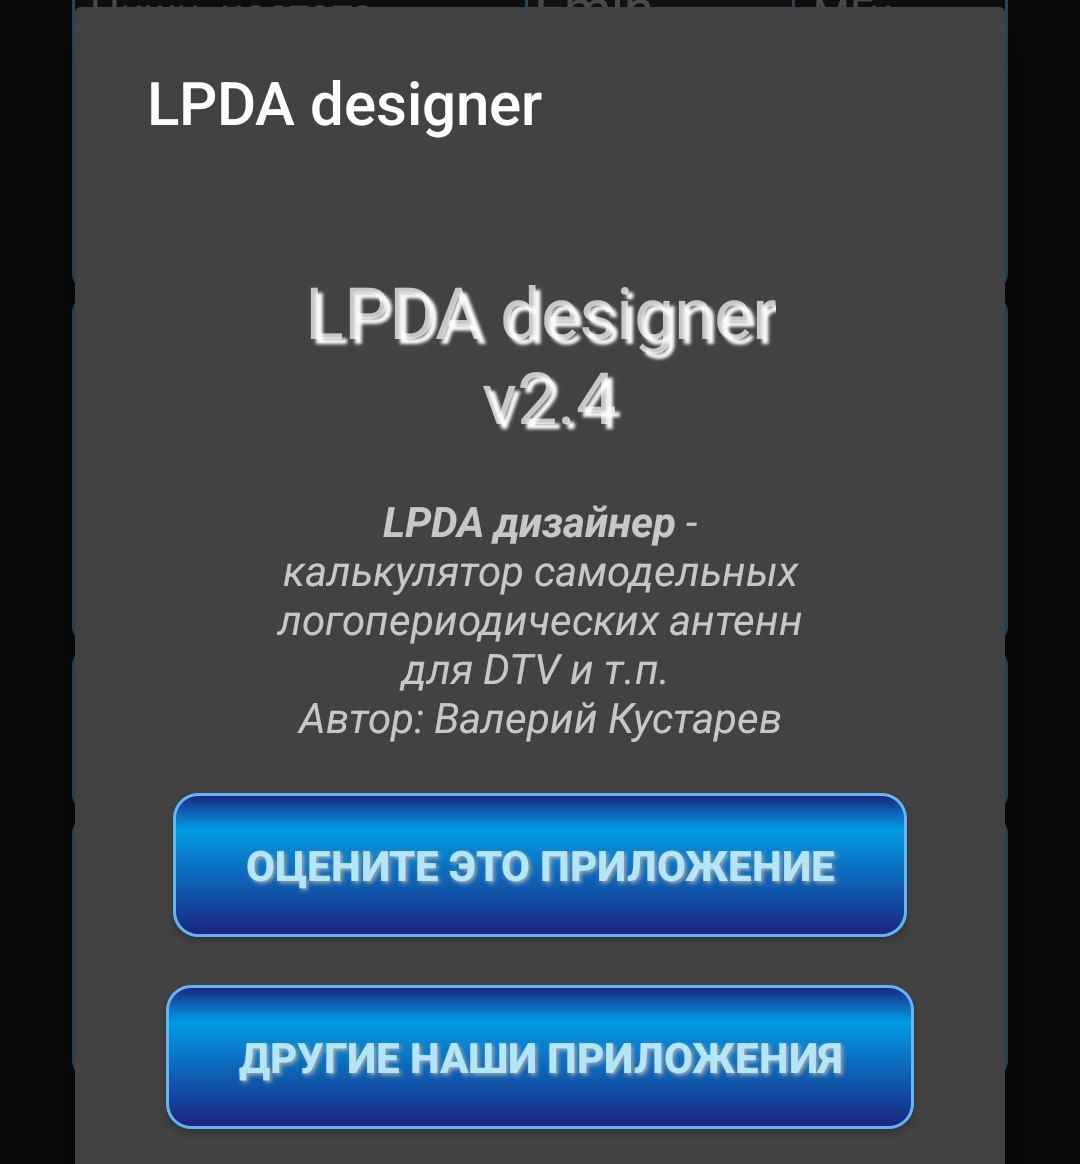 LPDA designer
LPDA designer
v2.4
LPDA дизайнер -
калькулятор самодельных
логопериодических антенн
для DTV и т.п.
Автор: Валерий Кустарев
ОЦЕНИТЕ ЭТО ПРИЛОЖЕНИЕ
ДРУГИЕ НАШИ ПРИЛОЖЕНИЯ